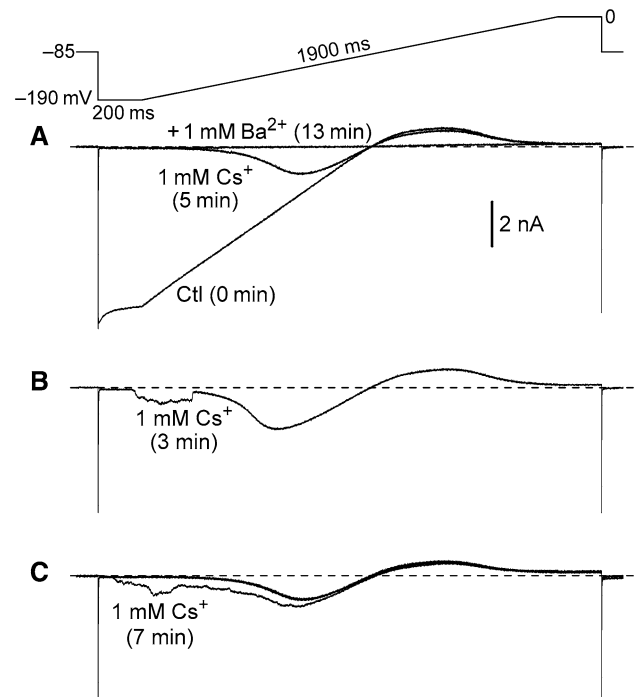 0
−85
1900 ms
−190 mV
200 ms
A
+ 1 mM Ba²⁺ (13 min)
1 mM Cs⁺
(5 min)
2 nA
Ctl (0 min)
B
1 mM Cs⁺
(3 min)
C
1 mM Cs⁺
(7 min)